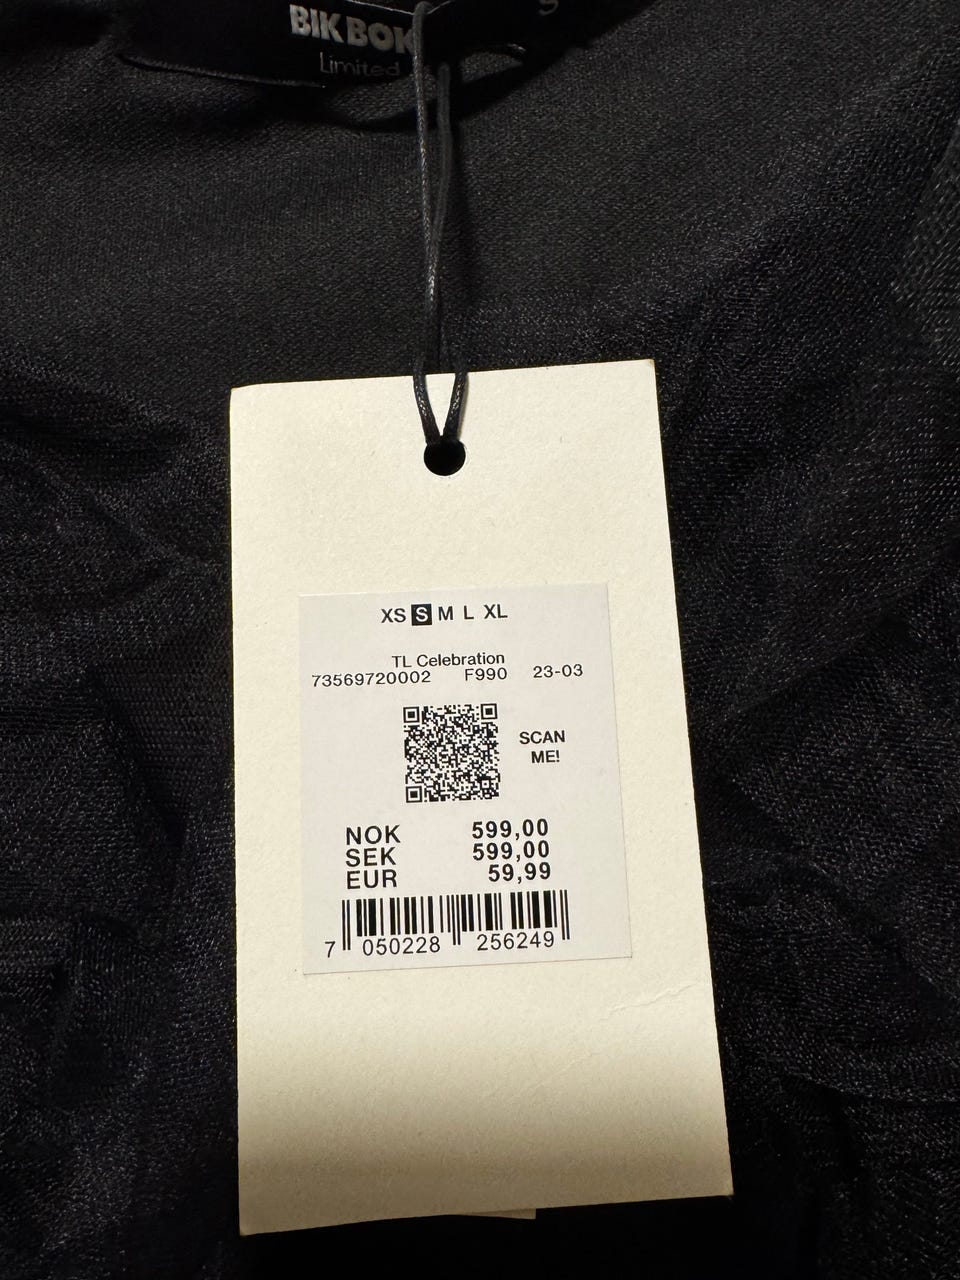 BIK BOK
Limited
S
XS S M L XL
TL Celebration
73569720002 F990 23-03
SCAN
ME!
NOK 599,00
SEK 599,00
EUR 59,99
7 050228 256249